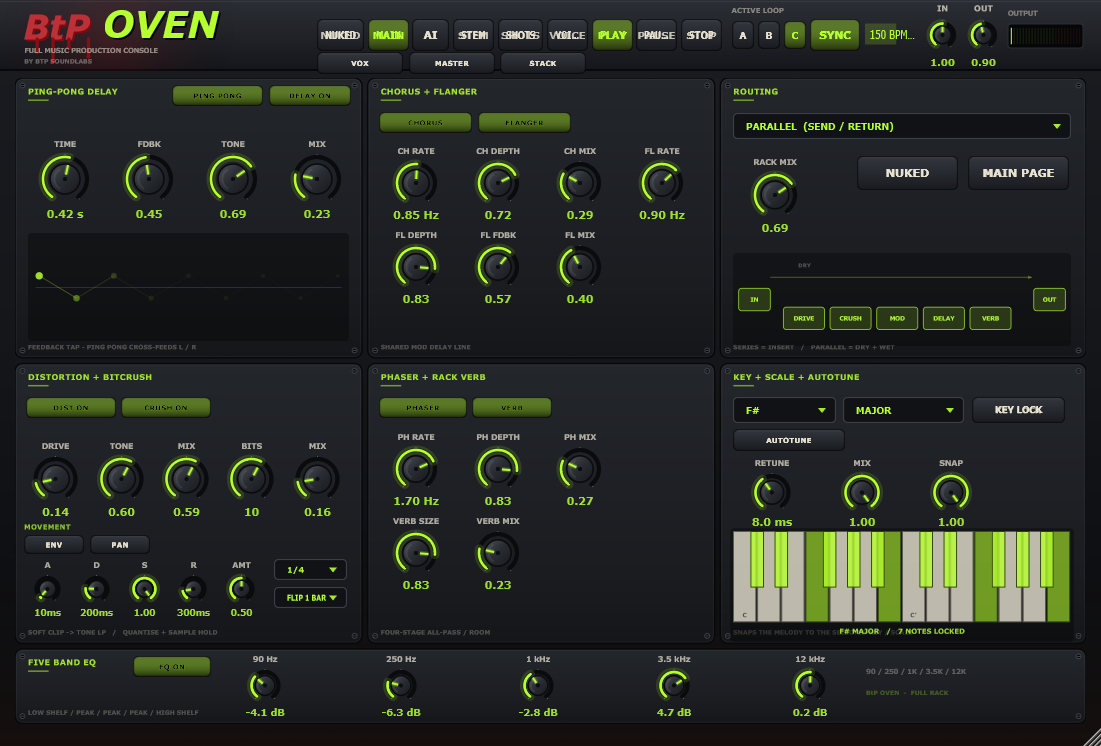 BtP OVEN
FULL MUSIC PRODUCTION CONSOLE
BY BTP SOUNDLABS
NUKED MAIN AI STEM SHOTS VOICE PLAY PAUSE STOP
VOX MASTER STACK
ACTIVE LOOP
A B C SYNC 150 BPM...
IN OUT OUTPUT
1.00 0.90
PING-PONG DELAY
PING PONG DELAY ON
TIME FDBK TONE MIX
0.42 s 0.45 0.69 0.23
FEEDBACK TAP - PING PONG CROSS-FEEDS L / R
CHORUS + FLANGER
CHORUS FLANGER
CH RATE CH DEPTH CH MIX FL RATE
0.85 Hz 0.72 0.29 0.90 Hz
FL DEPTH FL FDBK FL MIX
0.83 0.57 0.40
SHARED MOD DELAY LINE
ROUTING
PARALLEL (SEND / RETURN)
RACK MIX
NUKED MAIN PAGE
0.69
DRY
IN OUT
DRIVE CRUSH MOD DELAY VERB
SERIES = INSERT / PARALLEL = DRY + WET
DISTORTION + BITCRUSH
DIST ON CRUSH ON
DRIVE TONE MIX BITS MIX
0.14 0.60 0.59 10 0.16
MOVEMENT
ENV PAN
A D S R AMT
1/4
FLIP 1 BAR
10ms 200ms 1.00 300ms 0.50
SOFT CLIP -> TONE LP / QUANTISE + SAMPLE HOLD
PHASER + RACK VERB
PHASER VERB
PH RATE PH DEPTH PH MIX
1.70 Hz 0.83 0.27
VERB SIZE VERB MIX
0.83 0.23
FOUR-STAGE ALL-PASS / ROOM
KEY + SCALE + AUTOTUNE
F# MAJOR KEY LOCK
AUTOTUNE
RETUNE MIX SNAP
8.0 ms 1.00 1.00
C C'
SNAPS THE MELODY TO THE
F# MAJOR / 7 NOTES LOCKED
FIVE BAND EQ
EQ ON
90 Hz 250 Hz 1 kHz 3.5 kHz 12 kHz
-4.1 dB -6.3 dB -2.8 dB 4.7 dB 0.2 dB
LOW SHELF / PEAK / PEAK / PEAK / HIGH SHELF
90 / 250 / 1K / 3.5K / 12K
BtP OVEN - FULL RACK